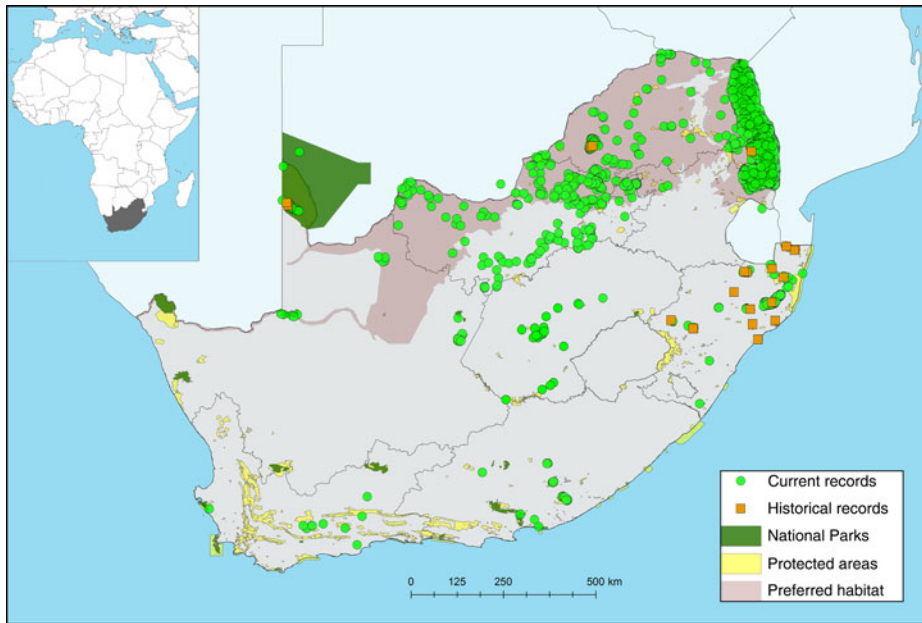 Current records
Historical records
National Parks
Protected areas
Preferred habitat
0 125 250 500 km